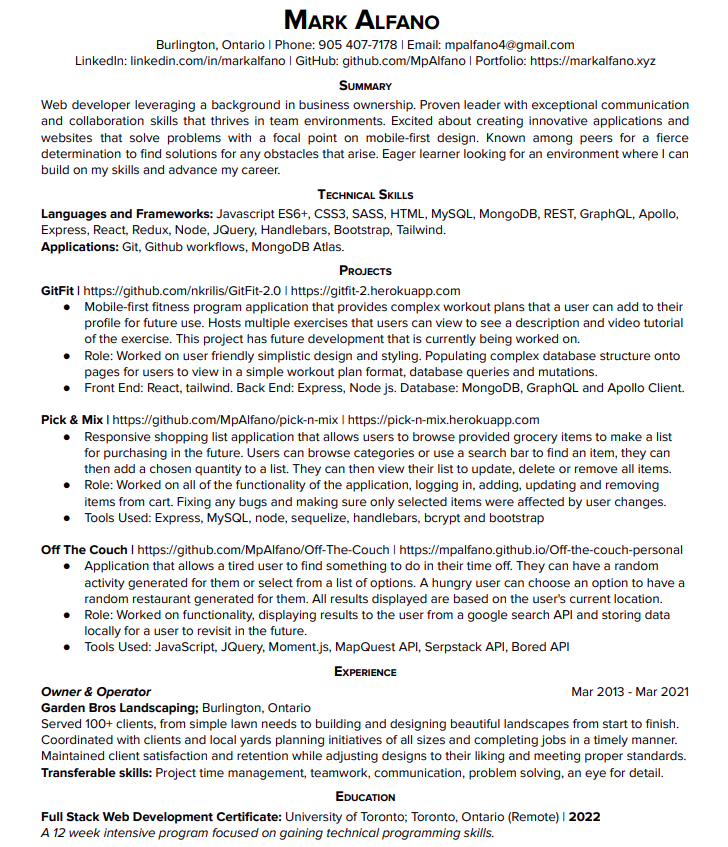 MARK ALFANO
Burlington, Ontario | Phone: 905 407-7178 | Email: mpalfano4@gmail.com
LinkedIn: linkedin.com/in/markalfano | GitHub: github.com/MpAlfano | Portfolio: https://markalfano.xyz
SUMMARY
Web developer leveraging a background in business ownership. Proven leader with exceptional communication
and collaboration skills that thrives in team environments. Excited about creating innovative applications and
websites that solve problems with a focal point on mobile-first design. Known among peers for a fierce
determination to find solutions for any obstacles that arise. Eager learner looking for an environment where I can
build on my skills and advance my career.
TECHNICAL SKILLS
Languages and Frameworks: Javascript ES6+, CSS3, SASS, HTML, MySQL, MongoDB, REST, GraphQL, Apollo,
Express, React, Redux, Node, JQuery, Handlebars, Bootstrap, Tailwind.
Applications: Git, Github workflows, MongoDB Atlas.
PROJECTS
GitFit | https://github.com/nkrilis/GitFit-2.0 | https://gitfit-2.herokuapp.com
● Mobile-first fitness program application that provides complex workout plans that a user can add to their
profile for future use. Hosts multiple exercises that users can view to see a description and video tutorial
of the exercise. This project has future development that is currently being worked on.
● Role: Worked on user friendly simplistic design and styling. Populating complex database structure onto
pages for users to view in a simple workout plan format, database queries and mutations.
● Front End: React, tailwind. Back End: Express, Node js. Database: MongoDB, GraphQL and Apollo Client.
Pick & Mix | https://github.com/MpAlfano/pick-n-mix | https://pick-n-mix.herokuapp.com
● Responsive shopping list application that allows users to browse provided grocery items to make a list
for purchasing in the future. Users can browse categories or use a search bar to find an item, they can
then add a chosen quantity to a list. They can then view their list to update, delete or remove all items.
● Role: Worked on all of the functionality of the application, logging in, adding, updating and removing
items from cart. Fixing any bugs and making sure only selected items were affected by user changes.
● Tools Used: Express, MySQL, node, sequelize, handlebars, bcrypt and bootstrap
Off The Couch | https://github.com/MpAlfano/Off-The-Couch | https://mpalfano.github.io/Off-the-couch-personal
● Application that allows a tired user to find something to do in their time off. They can have a random
activity generated for them or select from a list of options. A hungry user can choose an option to have a
random restaurant generated for them. All results displayed are based on the user's current location.
● Role: Worked on functionality, displaying results to the user from a google search API and storing data
locally for a user to revisit in the future.
● Tools Used: JavaScript, JQuery, Moment.js, MapQuest API, Serpstack API, Bored API
EXPERIENCE
Owner & Operator Mar 2013 - Mar 2021
Garden Bros Landscaping; Burlington, Ontario
Served 100+ clients, from simple lawn needs to building and designing beautiful landscapes from start to finish.
Coordinated with clients and local yards planning initiatives of all sizes and completing jobs in a timely manner.
Maintained client satisfaction and retention while adjusting designs to their liking and meeting proper standards.
Transferable skills: Project time management, teamwork, communication, problem solving, an eye for detail.
EDUCATION
Full Stack Web Development Certificate: University of Toronto; Toronto, Ontario (Remote) | 2022
A 12 week intensive program focused on gaining technical programming skills.